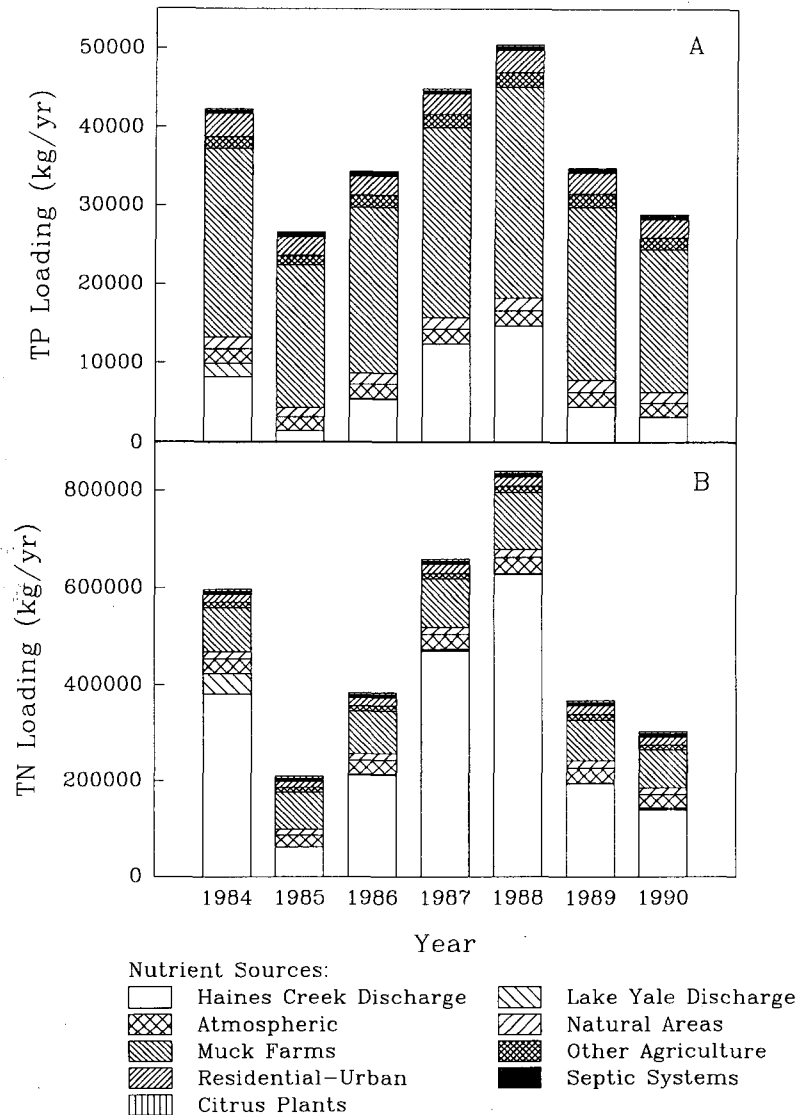 A
TP Loading (kg/yr)
50000
40000
30000
20000
10000
0
B
TN Loading (kg/yr)
800000
600000
400000
200000
0
1984 1985 1986 1987 1988 1989 1990
Year
Nutrient Sources:
Haines Creek Discharge Lake Yale Discharge
Atmospheric Natural Areas
Muck Farms Other Agriculture
Residential-Urban Septic Systems
Citrus Plants